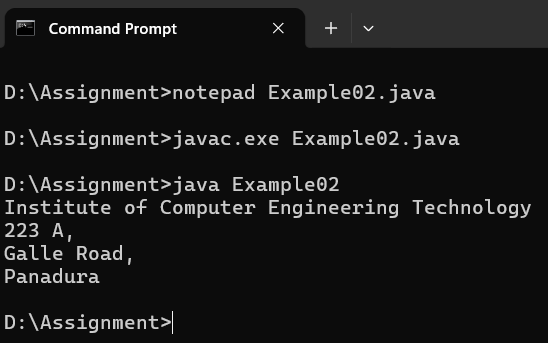 Command Prompt
D:\Assignment>notepad Example02.java
D:\Assignment>javac.exe Example02.java
D:\Assignment>java Example02
Institute of Computer Engineering Technology
223 A,
Galle Road,
Panadura
D:\Assignment>